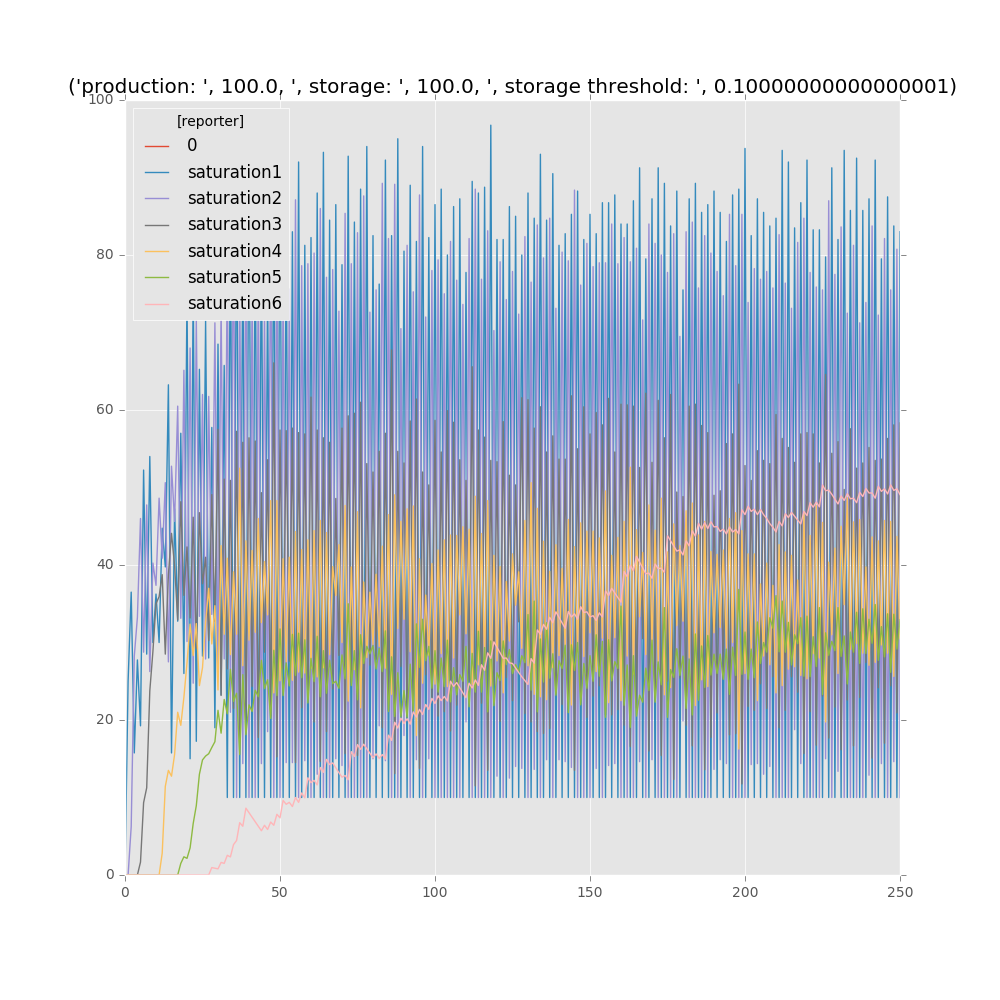 ('production: ', 100.0, ', storage: ', 100.0, ', storage threshold: ', 0.10000000000000001)
100
80
60
40
20
0
[reporter]
0
saturation1
saturation2
saturation3
saturation4
saturation5
saturation6
0 50 100 150 200 250